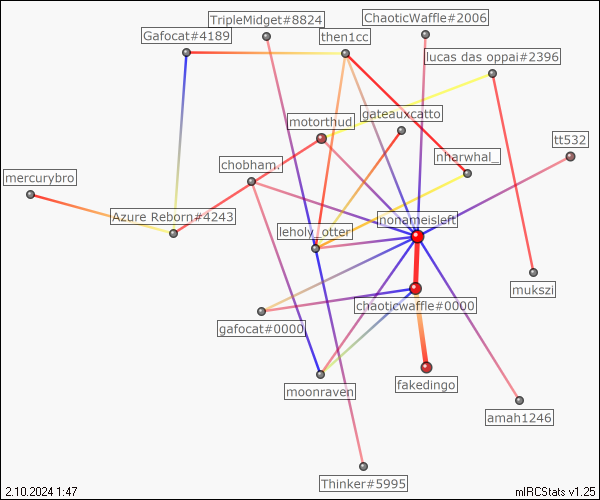 TripleMidget#8824
ChaoticWaffle#2006
Gafocat#4189
then1cc
lucas das oppai#2396
gateauxcatto
motorthud
tt532
nharwhal_
chobham.
mercurybro
Azure Reborn#4243
nonameisleft
leholy_otter
mukszi
chaoticwaffle#0000
gafocat#0000
fakedingo
moonraven
amah1246
Thinker#5995
2.10.2024 1:47
mIRCStats v1.25